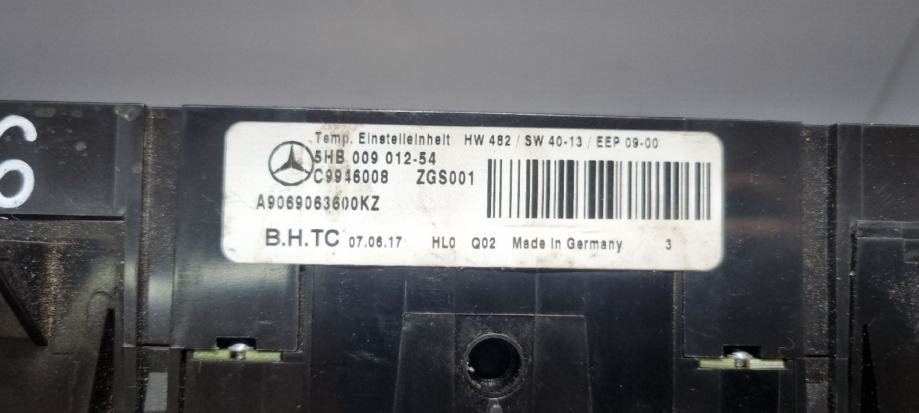 6
Temp. Einstelleinheit HW 482 / SW 40-13 / EEP 09-00
5HB 009 012-54
C9946008 ZGS001
A9069063600KZ
B.H.TC 07.06.17 HL0 Q02 Made in Germany 3